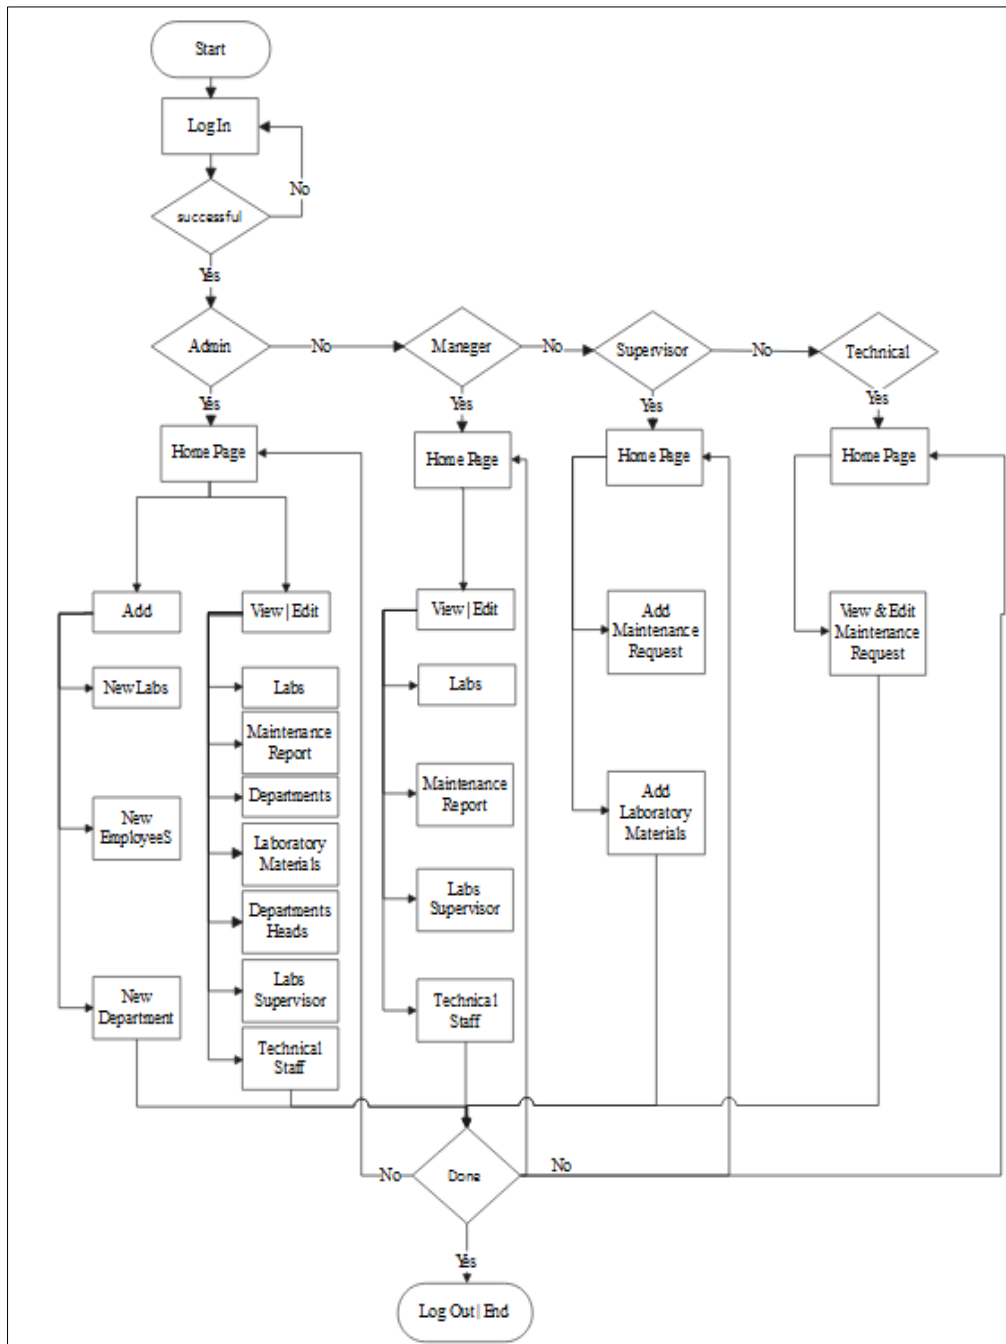 Start
Log In
No
successful
Yes
Admin
No
Maneger
No
Supervisor
No
Technical
Yes
Yes
Yes
Yes
Home Page
Home Page
Home Page
Home Page
Add
View | Edit
View | Edit
Add
Maintenance
Request
View & Edit
Maintenance
Request
New Labs
Labs
Labs
Maintenance
Report
Departments
Maintenance
Report
Add
Laboratory
Materials
New
EmployeeS
Laboratory
Materials
Departments
Heads
Labs
Supervisor
New
Department
Labs
Supervisor
Technical
Staff
Technical
Staff
No
Done
No
Yes
Log Out | End